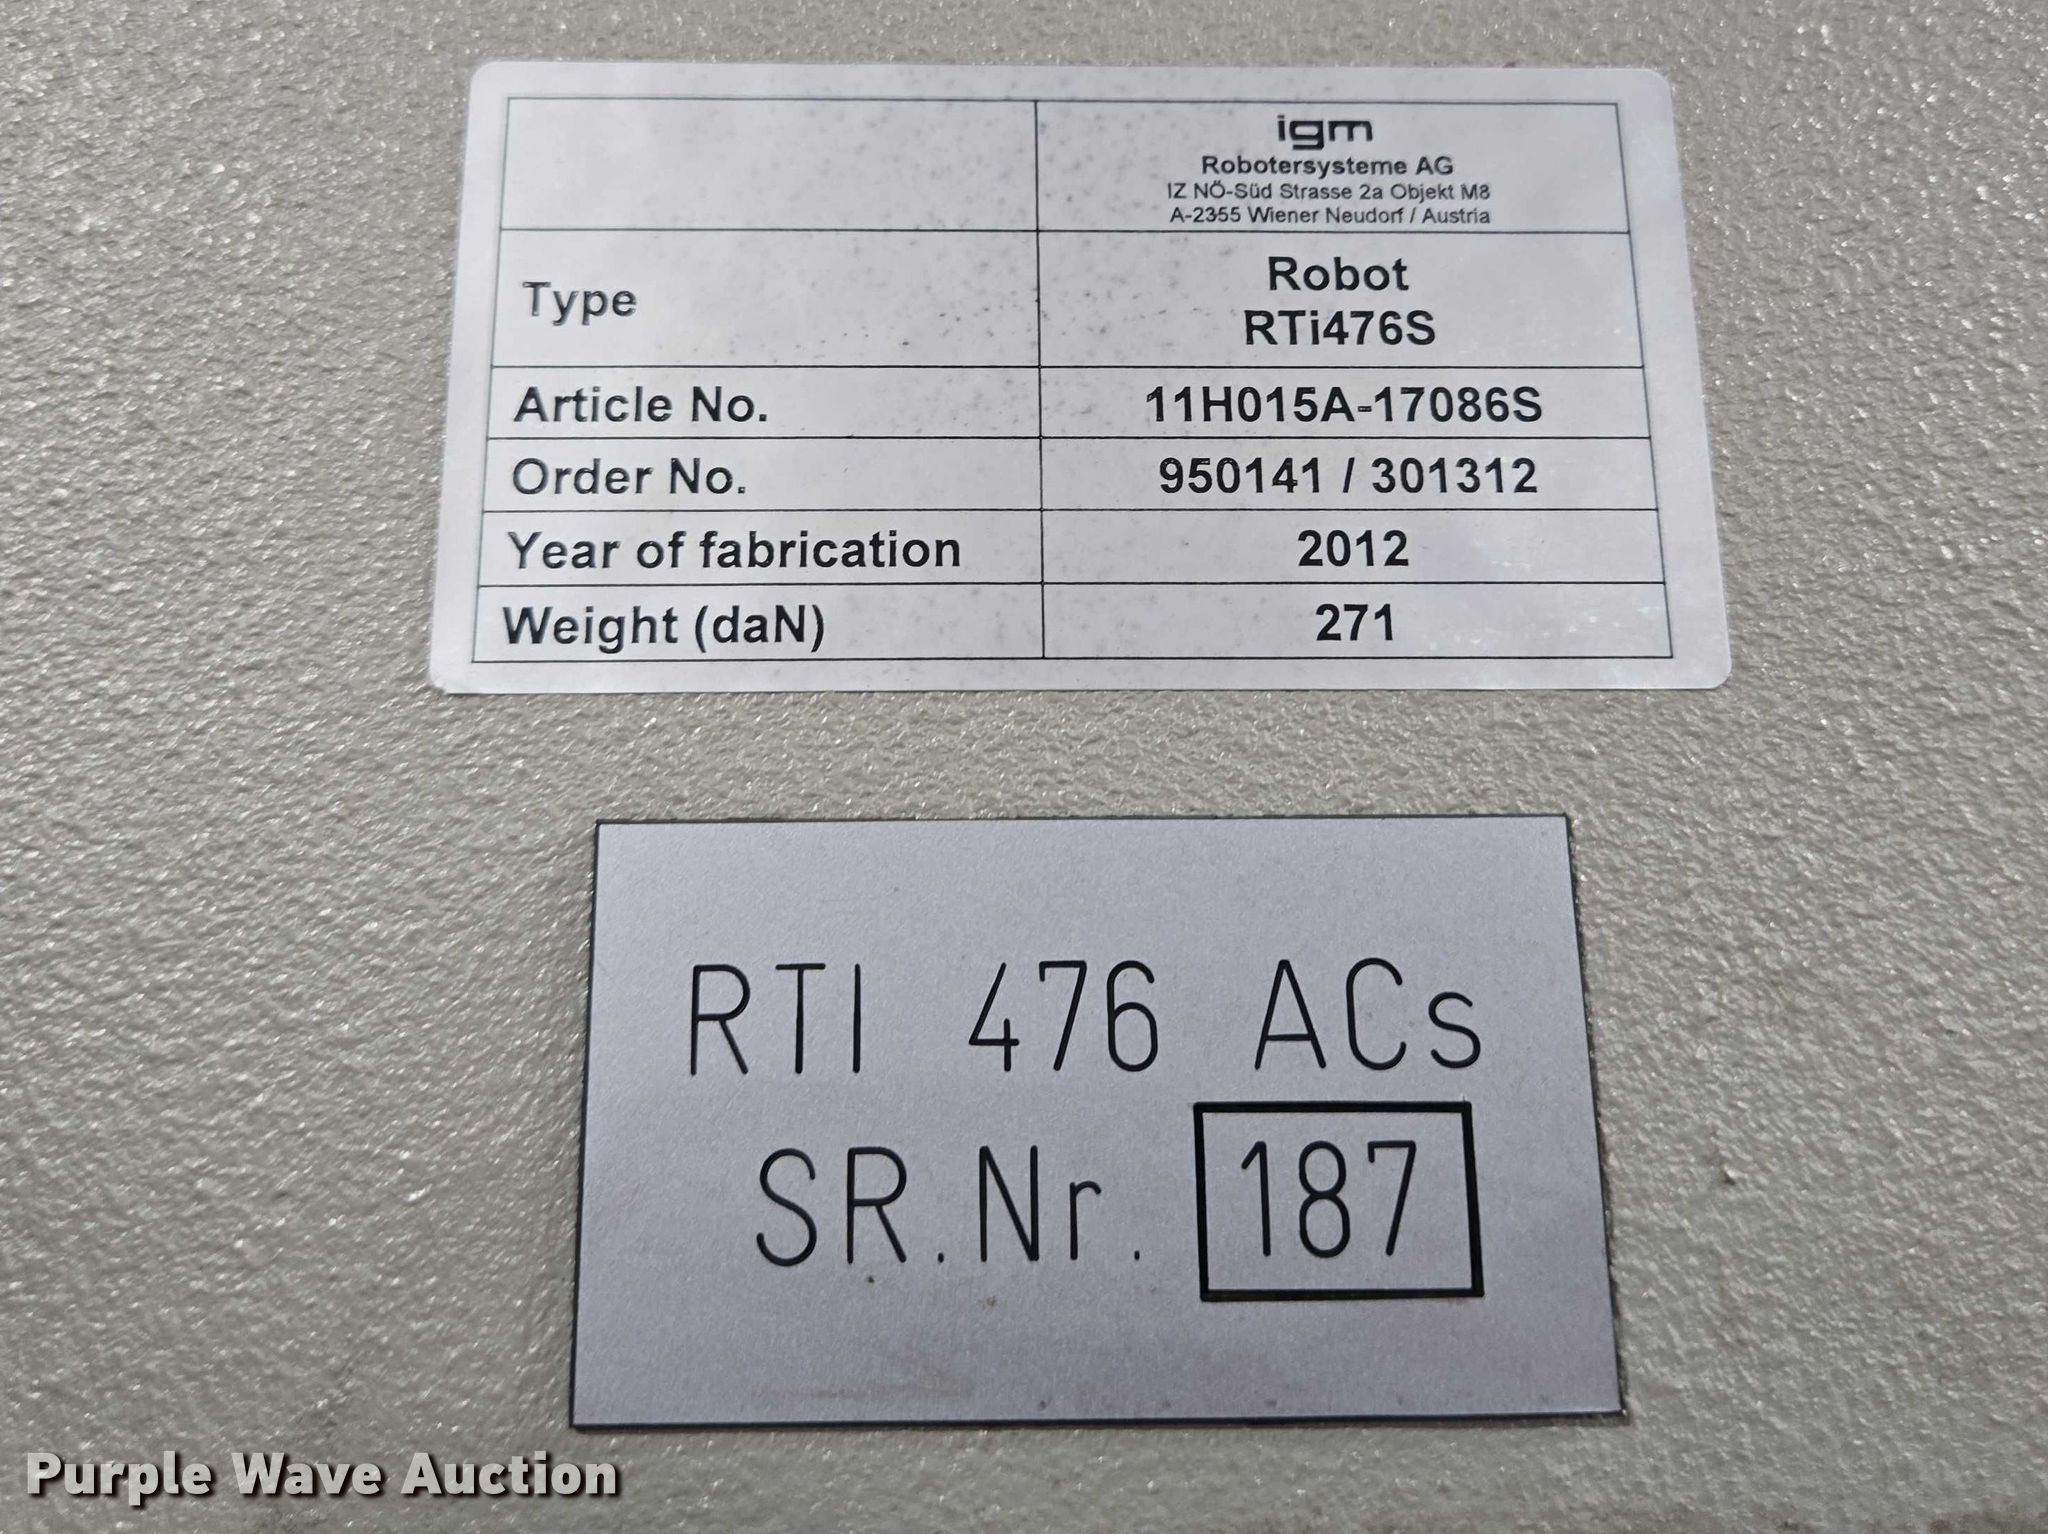 igm
Robotersysteme AG
IZ NÖ-Süd Strasse 2a Objekt M8
A-2355 Wiener Neudorf / Austria
Type
Robot
RTi476S
Article No. 11H015A-17086S
Order No. 950141 / 301312
Year of fabrication 2012
Weight (daN) 271
RTI 476 ACs
SR.Nr. 187
Purple Wave Auction